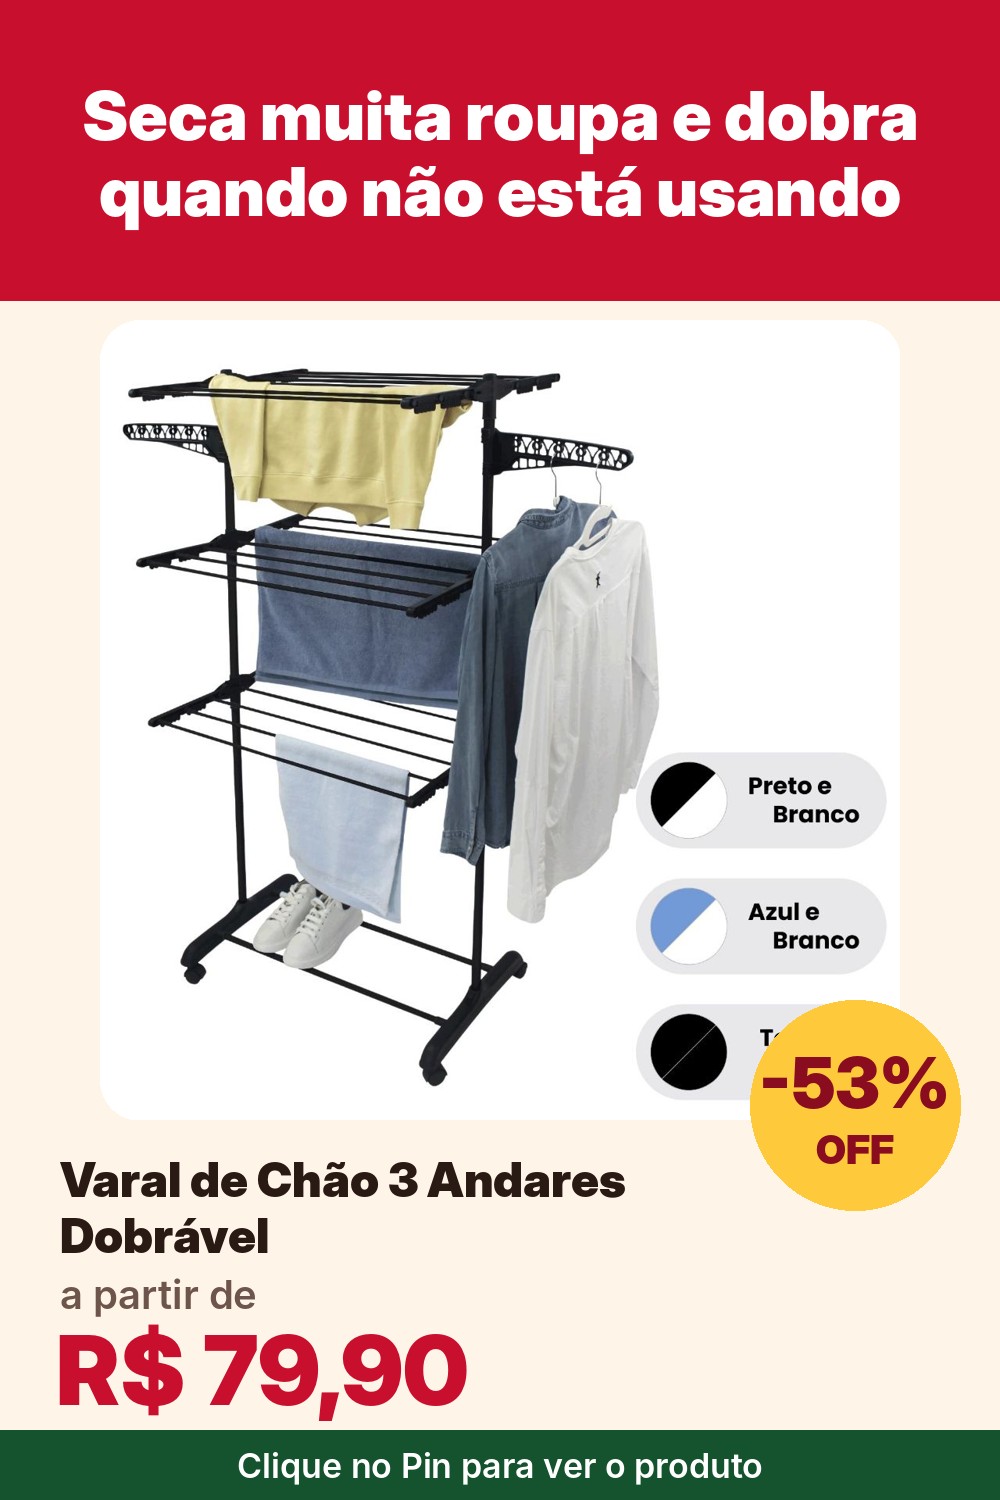 Seca muita roupa e dobra
quando não está usando
Preto e
Branco
Azul e
Branco
-53%
OFF
Varal de Chão 3 Andares
Dobrável
a partir de
R$ 79,90
Clique no Pin para ver o produto